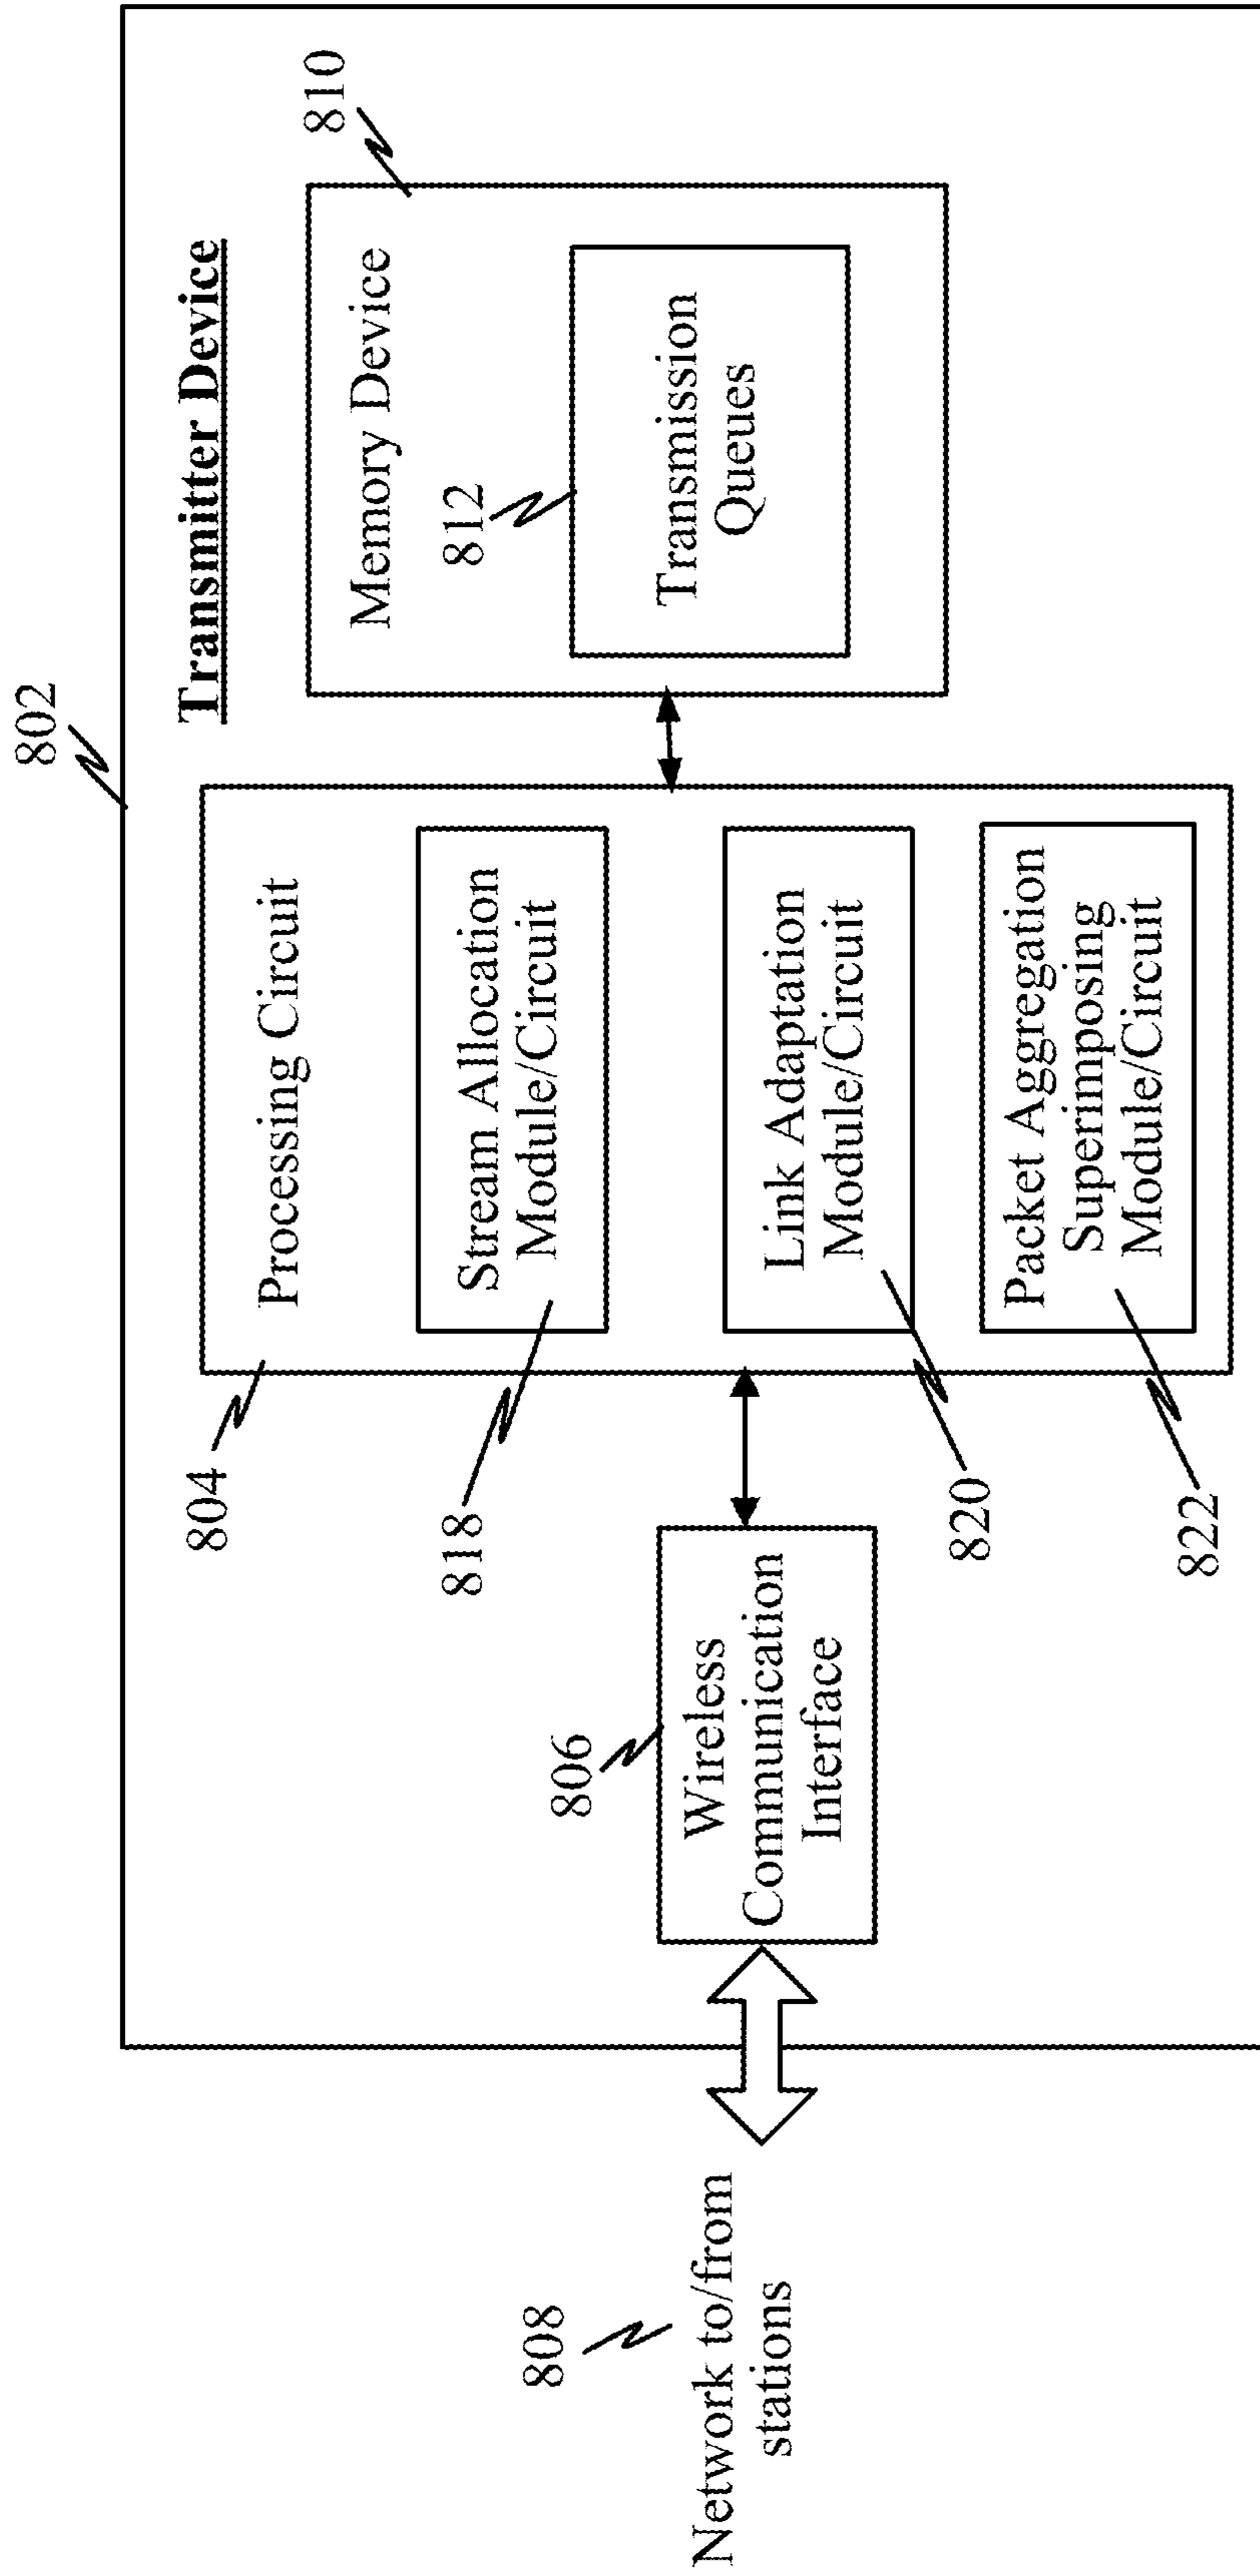 802
Transmitter Device
804
Processing Circuit
810
Memory Device
818
Stream Allocation
Module/Circuit
812
Transmission
Queues
806
Wireless
Communication
Interface
808
Network to/from
stations
820
Link Adaptation
Module/Circuit
822
Packet Aggregation
Superimposing
Module/Circuit